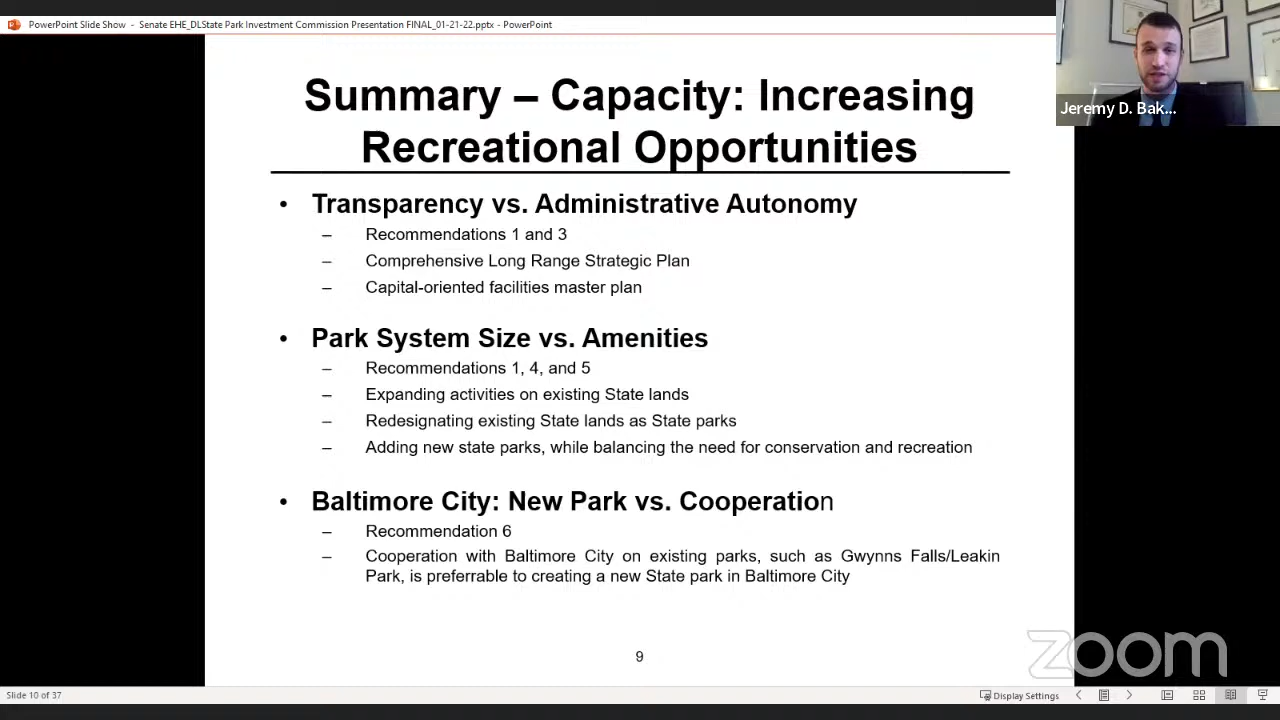 PowerPoint Slide Show - Senate EHE_DLState Park Investment Commission Presentation FINAL_01-21-22.pptx - PowerPoint
Jeremy D. Bak...
Summary – Capacity: Increasing
Recreational Opportunities
• Transparency vs. Administrative Autonomy
– Recommendations 1 and 3
– Comprehensive Long Range Strategic Plan
– Capital-oriented facilities master plan
• Park System Size vs. Amenities
– Recommendations 1, 4, and 5
– Expanding activities on existing State lands
– Redesignating existing State lands as State parks
– Adding new state parks, while balancing the need for conservation and recreation
• Baltimore City: New Park vs. Cooperation
– Recommendation 6
– Cooperation with Baltimore City on existing parks, such as Gwynns Falls/Leakin
Park, is preferrable to creating a new State park in Baltimore City
9
zoom
Slide 10 of 37
Display Settings